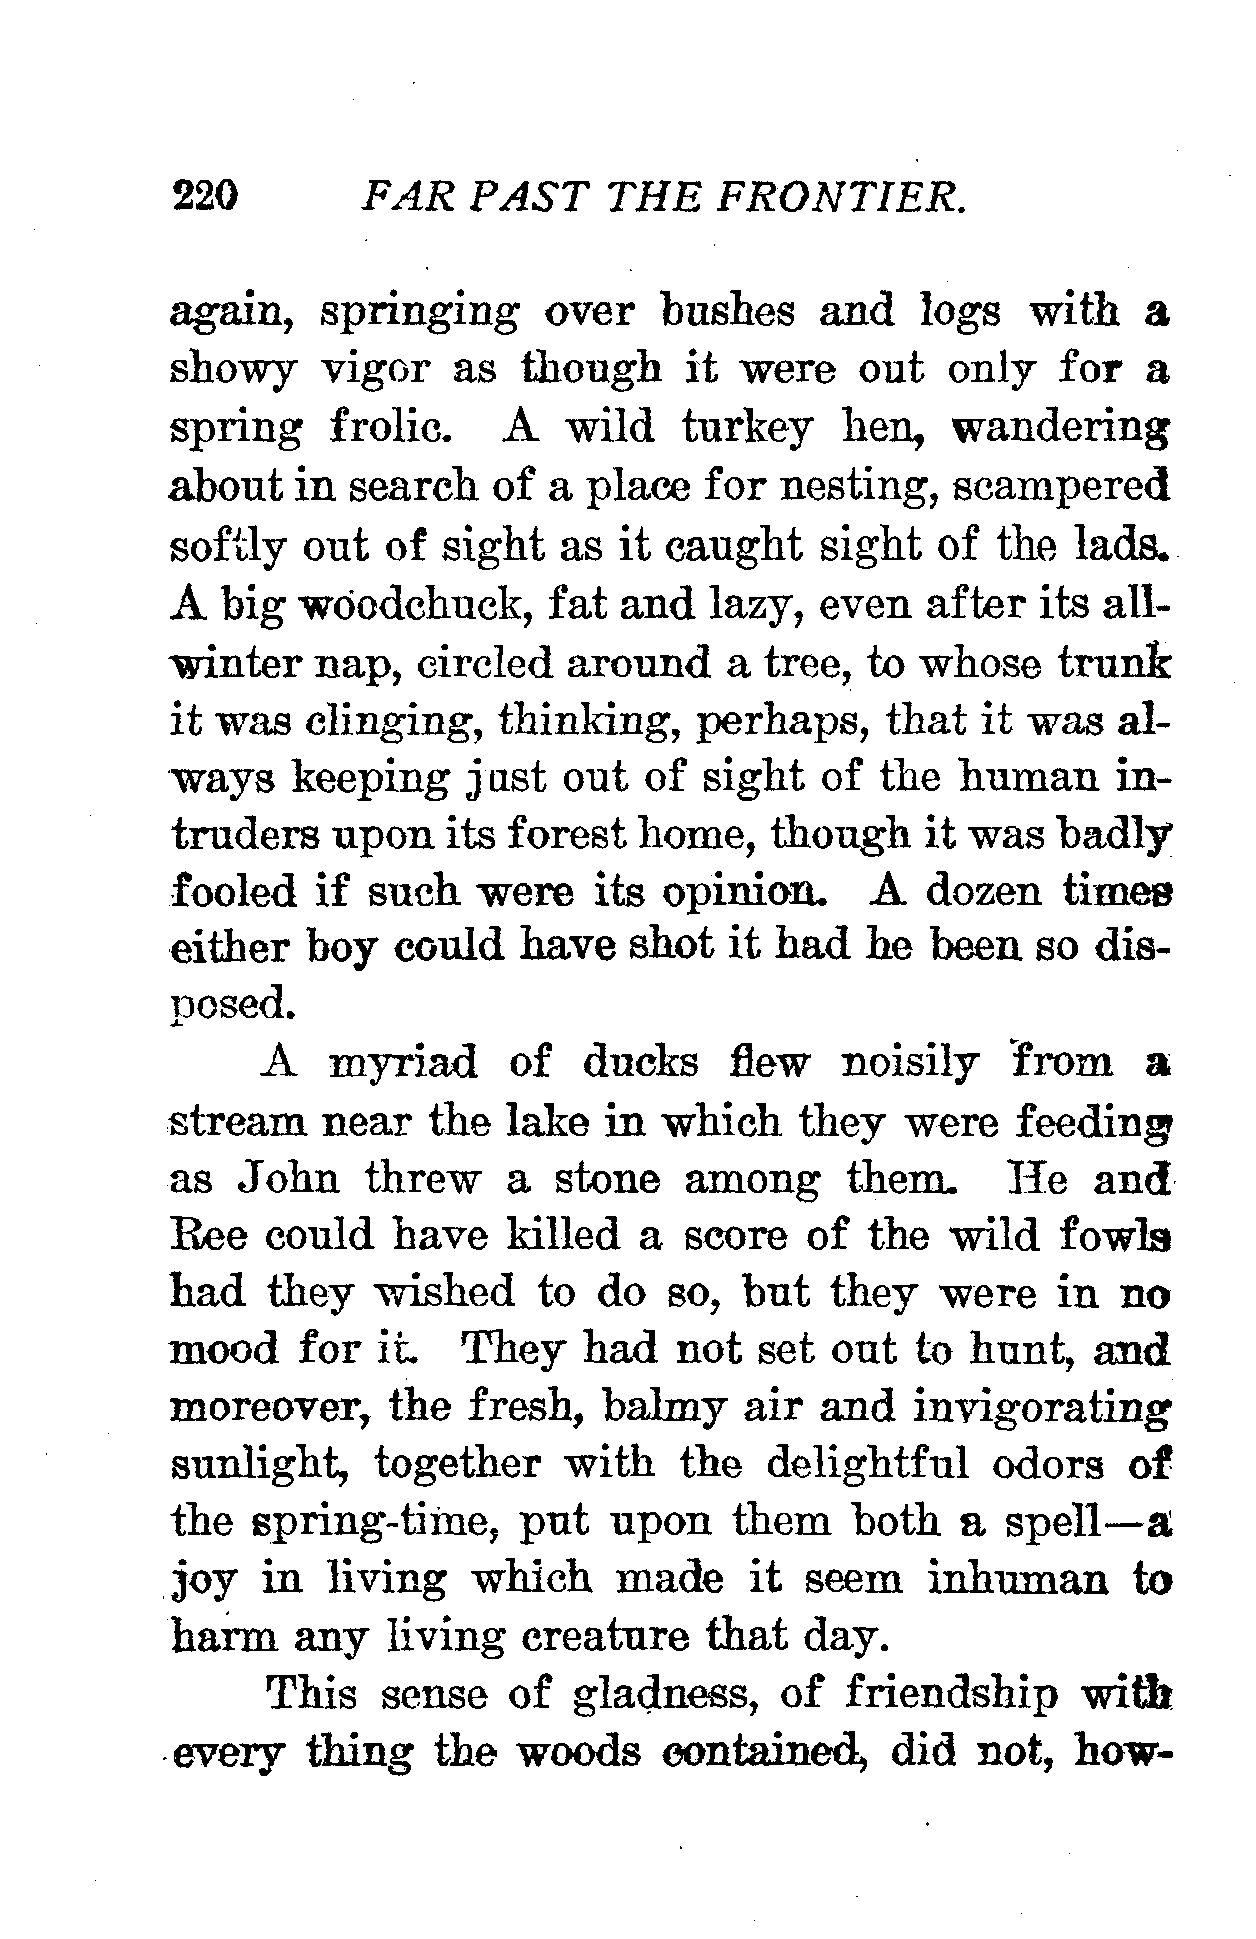 220 FAR PAST THE FRONTIER.
again, springing over bushes and logs with a
showy vigor as though it were out only for a
spring frolic. A wild turkey hen, wandering
about in search of a place for nesting, scampered
softly out of sight as it caught sight of the lads.
A big woodchuck, fat and lazy, even after its all-
winter nap, circled around a tree, to whose trunk
it was clinging, thinking, perhaps, that it was al-
ways keeping just out of sight of the human in-
truders upon its forest home, though it was badly
fooled if such were its opinion. A dozen times
either boy could have shot it had he been so dis-
posed.
A myriad of ducks flew noisily from a
stream near the lake in which they were feeding
as John threw a stone among them. He and
Ree could have killed a score of the wild fowls
had they wished to do so, but they were in no
mood for it. They had not set out to hunt, and
moreover, the fresh, balmy air and invigorating
sunlight, together with the delightful odors of
the spring-time, put upon them both a spell—a
joy in living which made it seem inhuman to
harm any living creature that day.
This sense of gladness, of friendship with
every thing the woods contained, did not, how-